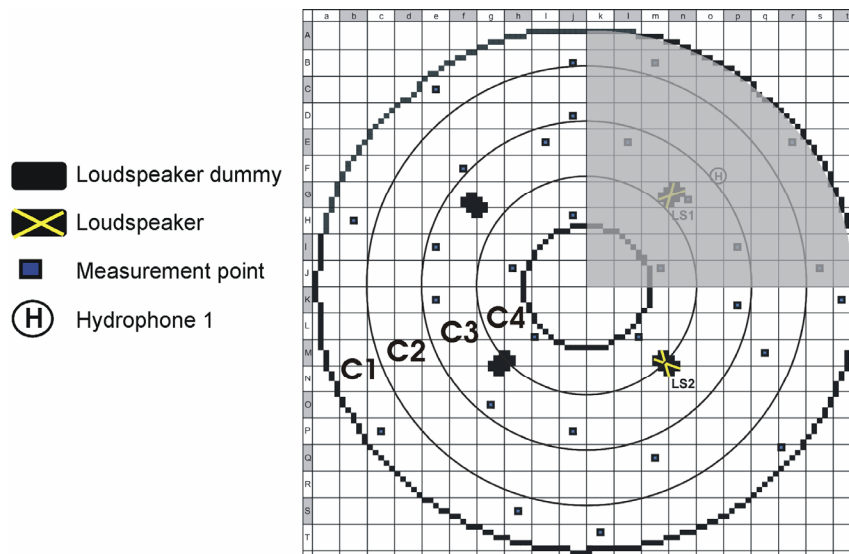 a b c d e f g h i j k l m n o p q r s t
A
B
C
D
E
F
G
H
I
J
K
L
M
N
O
P
Q
R
S
T
Loudspeaker dummy
Loudspeaker
Measurement point
H Hydrophone 1
H
LS1
C4
C3
C2
C1
LS2